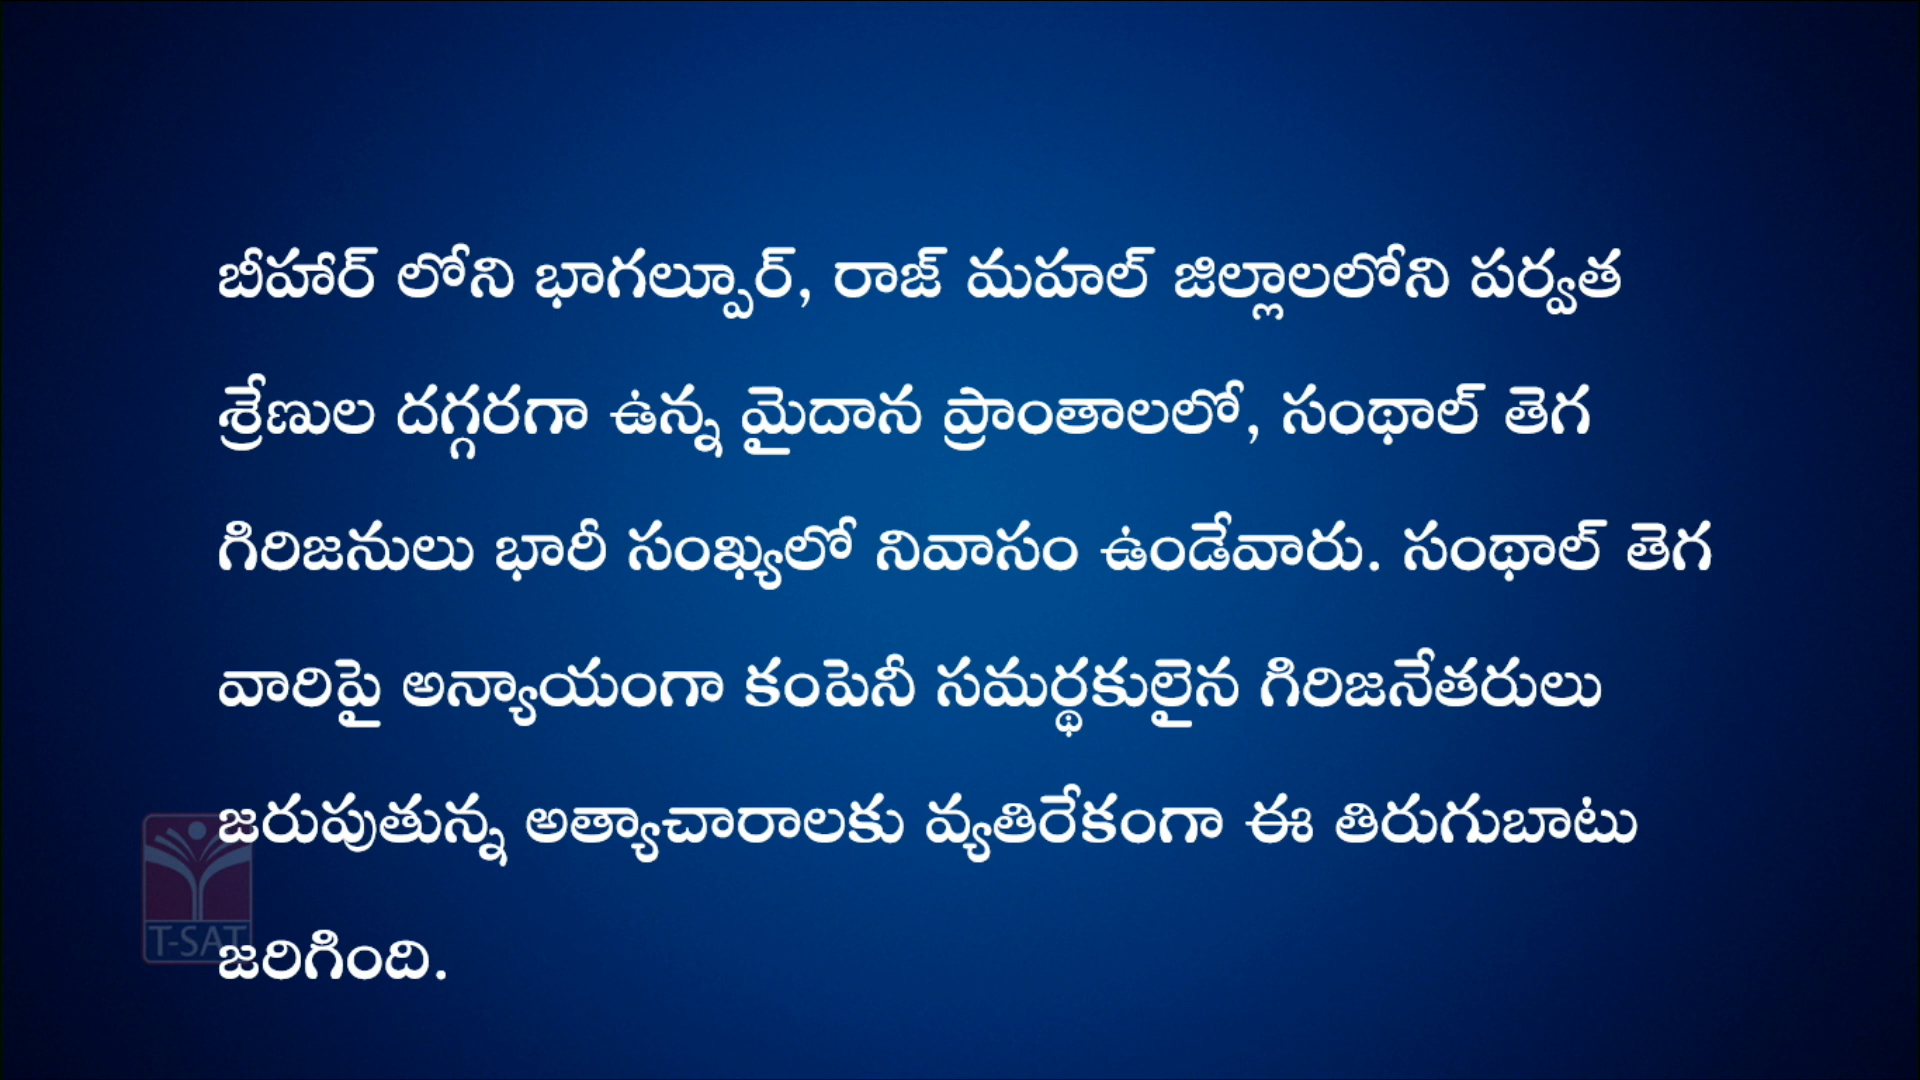 బీహార్ లోని భాగల్పూర్, రాజ్ మహల్ జిల్లాలలోని పర్వత
శ్రేణుల దగ్గరగా ఉన్న మైదాన ప్రాంతాలలో, సంథాల్ తెగ
గిరిజనులు భారీ సంఖ్యలో నివాసం ఉండేవారు. సంథాల్ తెగ
వారిపై అన్యాయంగా కంపెనీ సమర్థకులైన గిరిజనేతరులు
జరుపుతున్న అత్యాచారాలకు వ్యతిరేకంగా ఈ తిరుగుబాటు
జరిగింది.
T-SAT